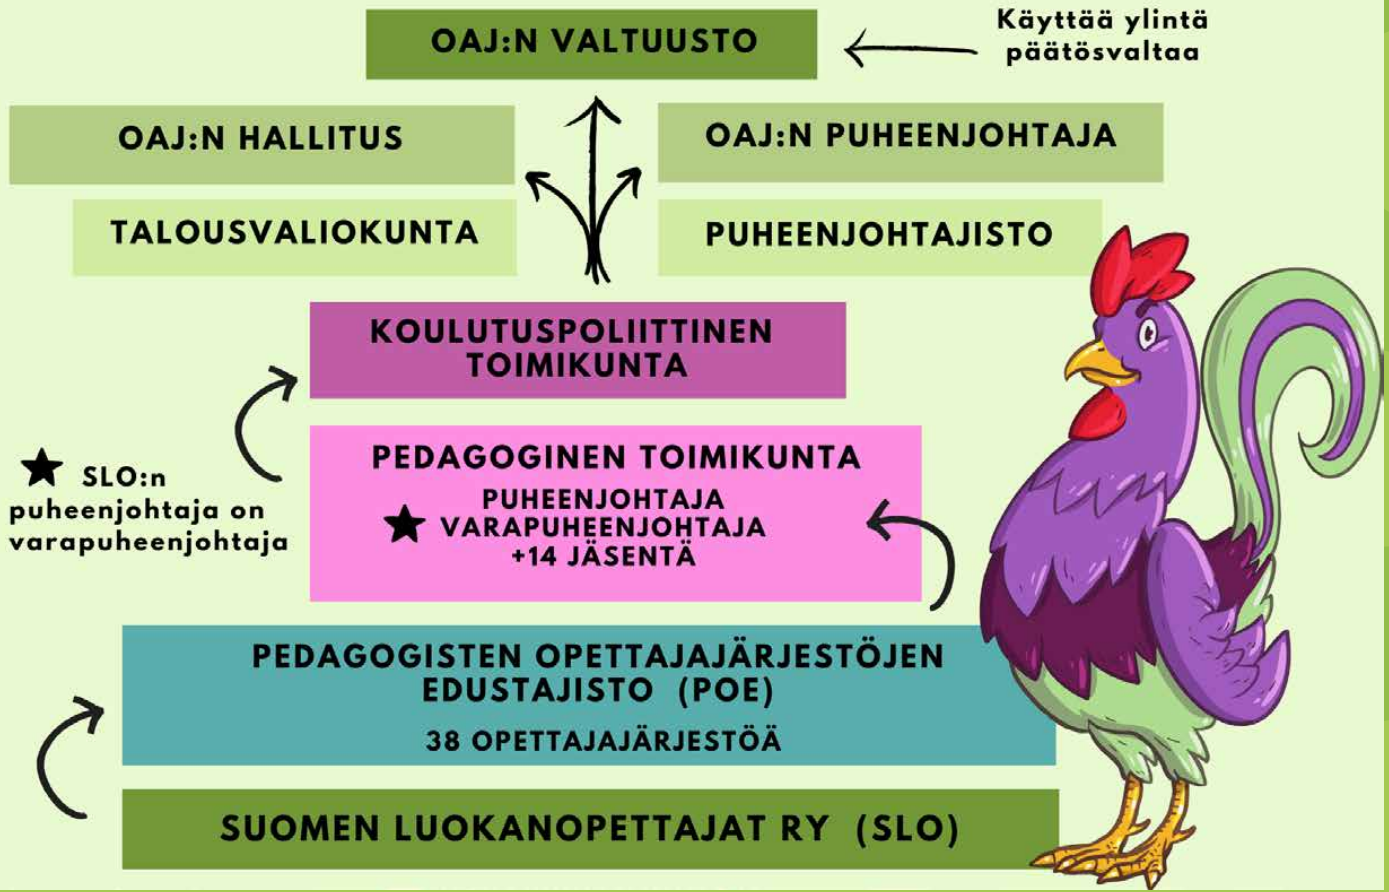 OAJ:N VALTUUSTO
Käyttää ylintä
päätösvaltaa
OAJ:N HALLITUS
OAJ:N PUHEENJOHTAJA
TALOUSVALIOKUNTA
PUHEENJOHTAJISTO
KOULUTUSPOLIITTINEN
TOIMIKUNTA
PEDAGOGINEN TOIMIKUNTA
PUHEENJOHTAJA
★ VARAPUHEENJOHTAJA
+14 JÄSENTÄ
★ SLO:n
puheenjohtaja on
varapuheenjohtaja
PEDAGOGISTEN OPETTAJAJÄRJESTÖJEN
EDUSTAJISTO (POE)
38 OPETTAJAJÄRJESTÖÄ
SUOMEN LUOKANOPETTAJAT RY (SLO)